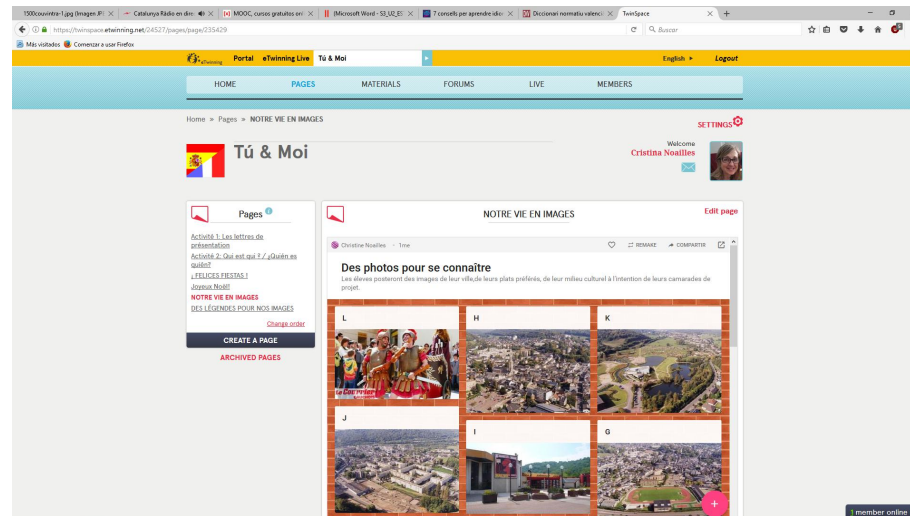 1500couvintra-1.jpg (Imagen JP
Catalunya Ràdio en dire
MOOC, cursos gratuitos onl
(Microsoft Word - S3_U2_ES
7 consells per aprendre idio
Diccionari normatiu valenci
TwinSpace
https://twinspace.etwinning.net/24527/pages/page/235429
Buscar
Más visitados
Comenzar a usar Firefox
eTwinning
Portal
eTwinning Live
Tú & Moi
English
Logout
HOME
PAGES
MATERIALS
FORUMS
LIVE
MEMBERS
Home » Pages » NOTRE VIE EN IMAGES
SETTINGS
Tú & Moi
Welcome
Cristina Noailles
Pages
Activité 1: Les lettres de
présentation
Activité 2: Qui est qui ? / ¿Quién es
quién?
¡ FELICES FIESTAS !
Joyeux Noël!
NOTRE VIE EN IMAGES
DES LÉGENDES POUR NOS IMAGES
Change order
CREATE A PAGE
ARCHIVED PAGES
NOTRE VIE EN IMAGES
Edit page
Christine Noailles · 1me
REMAKE
COMPARTIR
Des photos pour se connaître
Les éleves posteront des images de leur ville,de leurs plats préférés, de leur milieu culturel à l'intention de leurs camarades de
projet.
L
H
K
le Courrier
J
I
G
1 member online